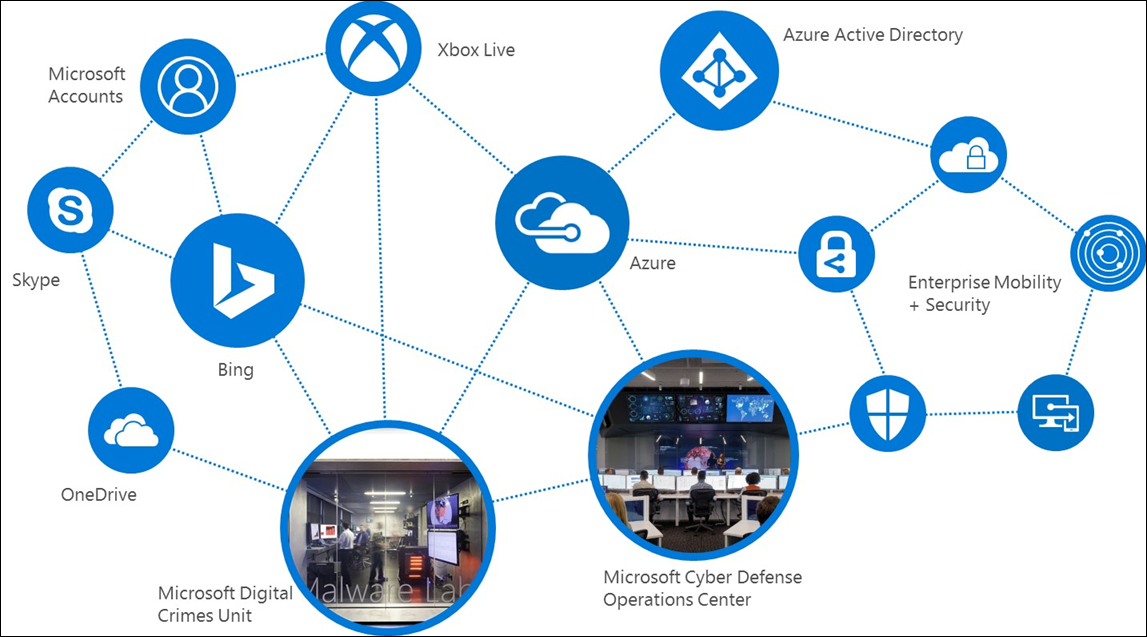 Xbox Live
Azure Active Directory
Microsoft
Accounts
S
Skype
Azure
Enterprise Mobility
+ Security
b
Bing
OneDrive
Microsoft Digital
Crimes Unit
Malware Lab
Microsoft Cyber Defense
Operations Center